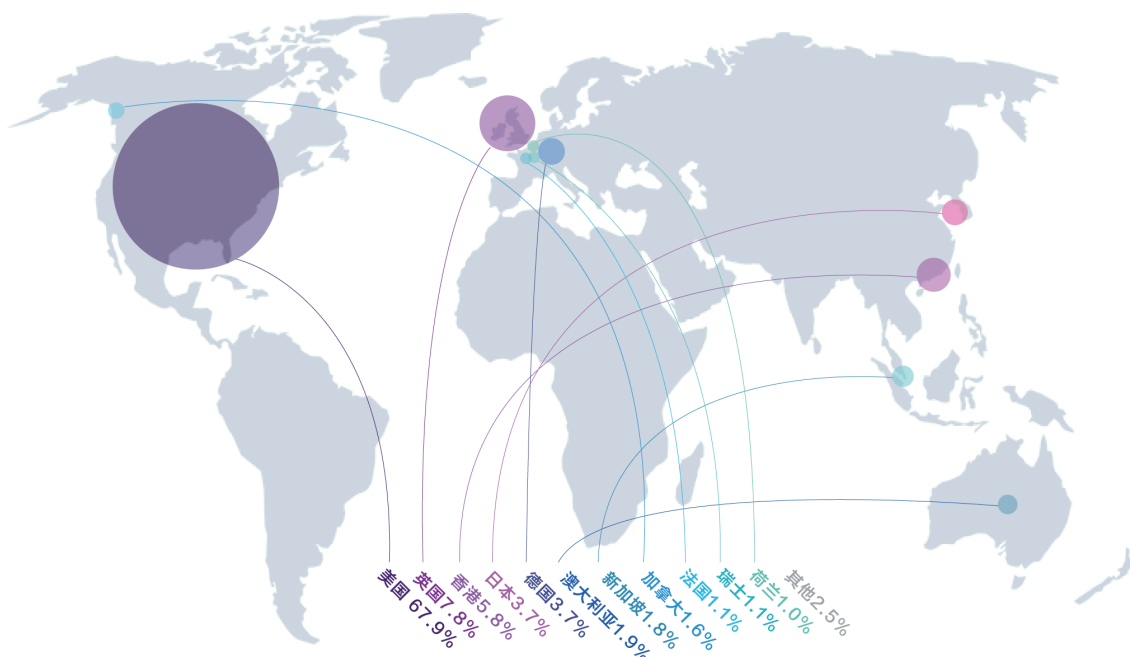 美国 67.9%
英国7.8%
香港5.8%
日本3.7%
德国3.7%
澳大利亚1.9%
新加坡1.8%
加拿大1.6%
法国1.1%
瑞士1.1%
荷兰1.0%
其他2.5%